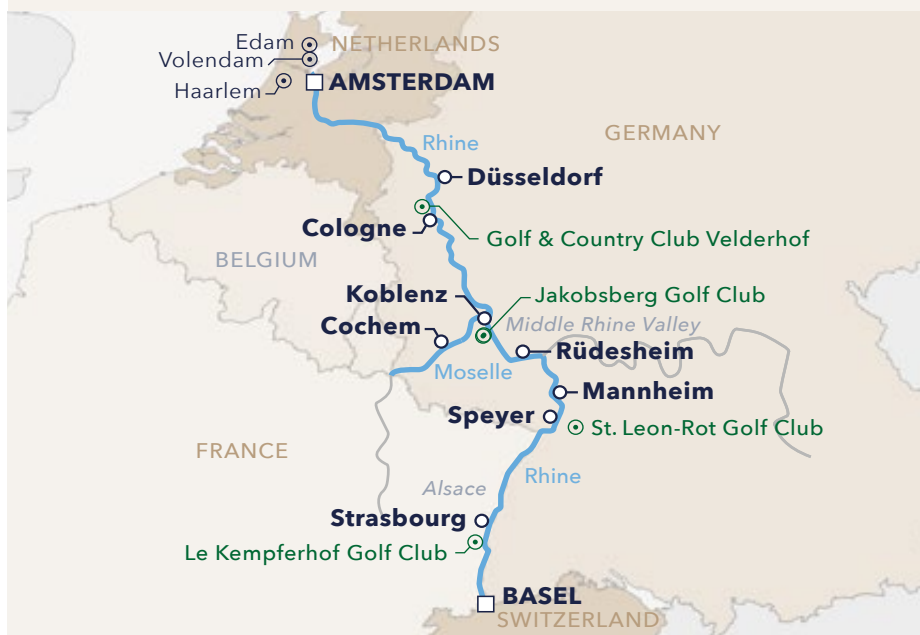 Edam
NETHERLANDS
Volendam
Haarlem
AMSTERDAM
GERMANY
Rhine
Düsseldorf
Cologne
Golf & Country Club Velderhof
BELGIUM
Koblenz
Jakobsberg Golf Club
Cochem
Middle Rhine Valley
Rüdesheim
Moselle
Mannheim
Speyer
St. Leon-Rot Golf Club
FRANCE
Rhine
Alsace
Strasbourg
Le Kempferhof Golf Club
BASEL
SWITZERLAND